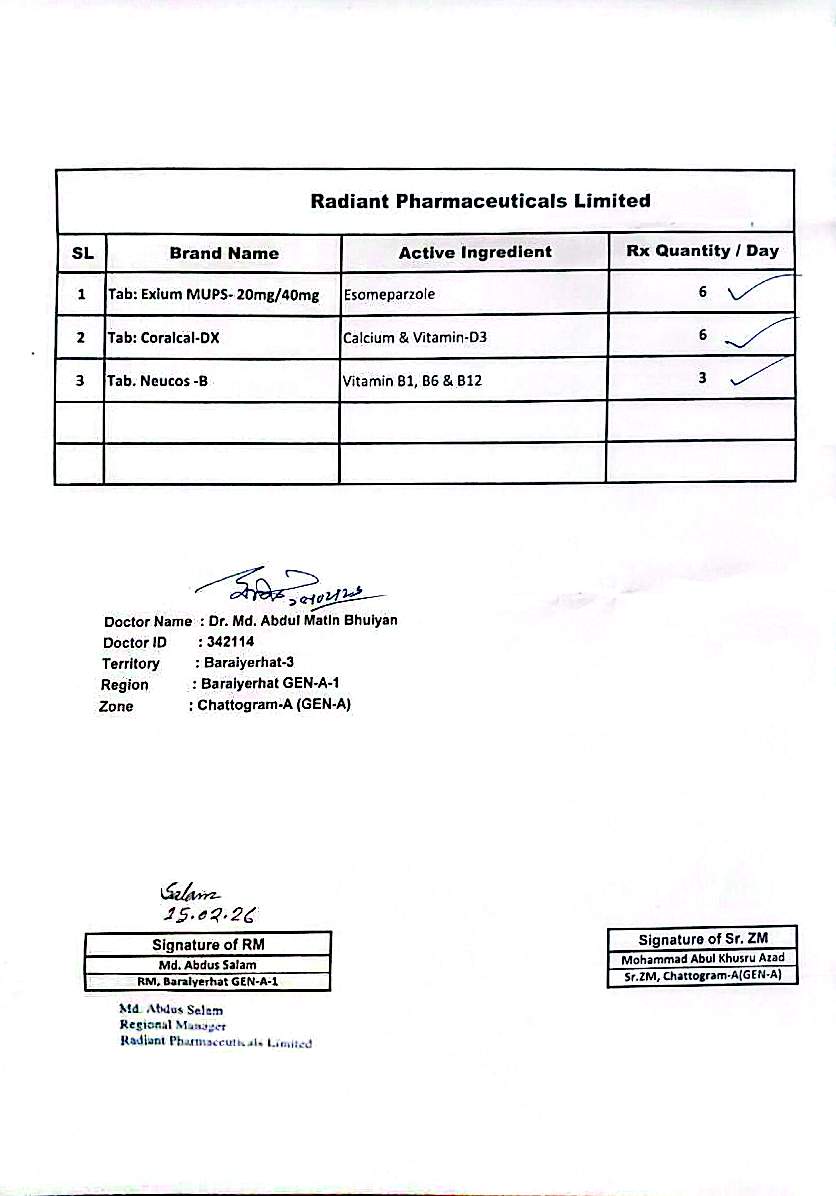 Radiant Pharmaceuticals Limited
SL Brand Name Active Ingredient Rx Quantity / Day
1 Tab: Exium MUPS- 20mg/40mg Esomeparzole 6
2 Tab: Coralcal-DX Calcium & Vitamin-D3 6
3 Tab. Neucos -B Vitamin B1, B6 & B12 3
Doctor Name : Dr. Md. Abdul Matin Bhuiyan
Doctor ID : 342114
Territory : Baraiyerhat-3
Region : Baraiyerhat GEN-A-1
Zone : Chattogram-A (GEN-A)
Salam
25.02.26
Signature of RM
Md. Abdus Salam
RM, Baraiyerhat GEN-A-1
Md. Abdus Salam
Regional Manager
Radiant Pharmaceuticals Limited
Signature of Sr. ZM
Mohammad Abul Khusru Azad
Sr.ZM, Chattogram-A(GEN-A)